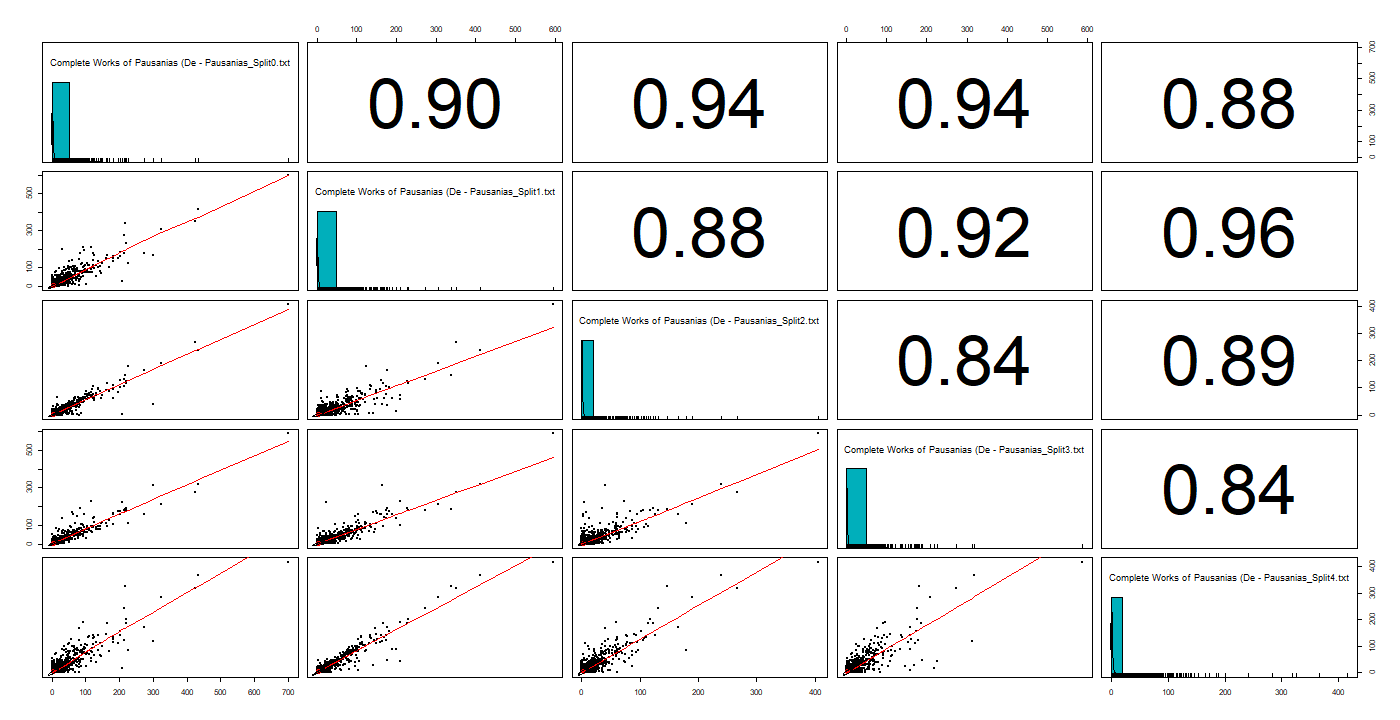 0 100 200 300 400 500 600
0 100 200 300 400 500 600
Complete Works of Pausanias (De - Pausanias_Split0.txt
0.90
0.94
0.94
0.88
0 100 300 500 700
100 300 500
0
Complete Works of Pausanias (De - Pausanias_Split1.txt
0.88
0.92
0.96
Complete Works of Pausanias (De - Pausanias_Split2.txt
0.84
0.89
0 100 200 300 400
0 100 300 500
Complete Works of Pausanias (De - Pausanias_Split3.txt
0.84
Complete Works of Pausanias (De - Pausanias_Split4.txt
0 100 200 300 400
0 100 200 300 400 500 600 700
0 100 200 300 400
0 100 200 300 400